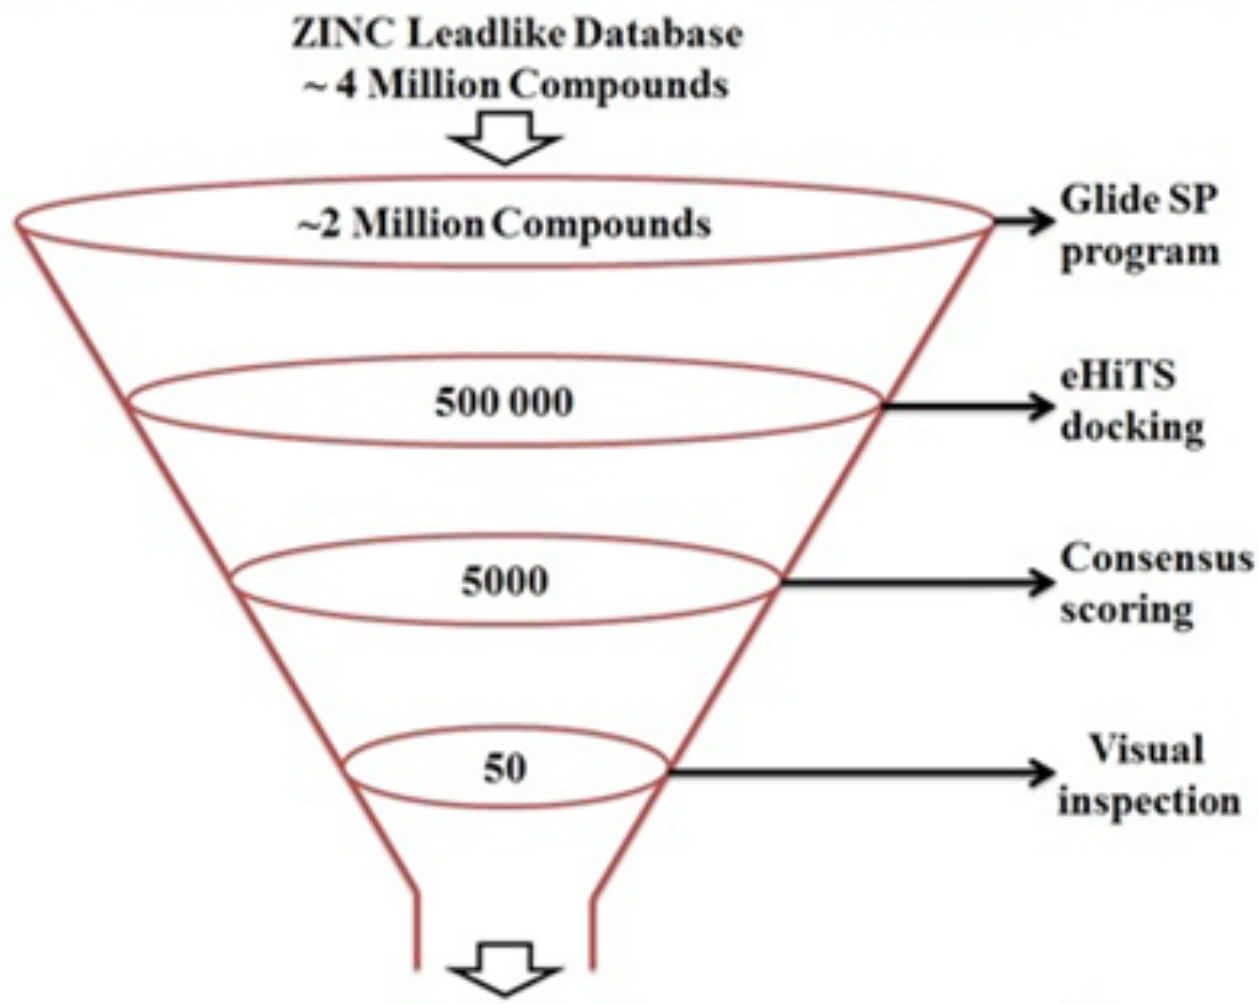 ZINC Leadlike Database
~ 4 Million Compounds
~2 Million Compounds
Glide SP
program
500 000
eHiTS
docking
5000
Consensus
scoring
50
Visual
inspection